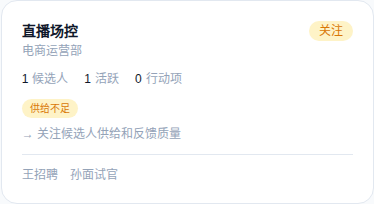 直播场控
关注
电商运营部
1 候选人 1 活跃 0 行动项
供给不足
→ 关注候选人供给和反馈质量
王招聘 孙面试官